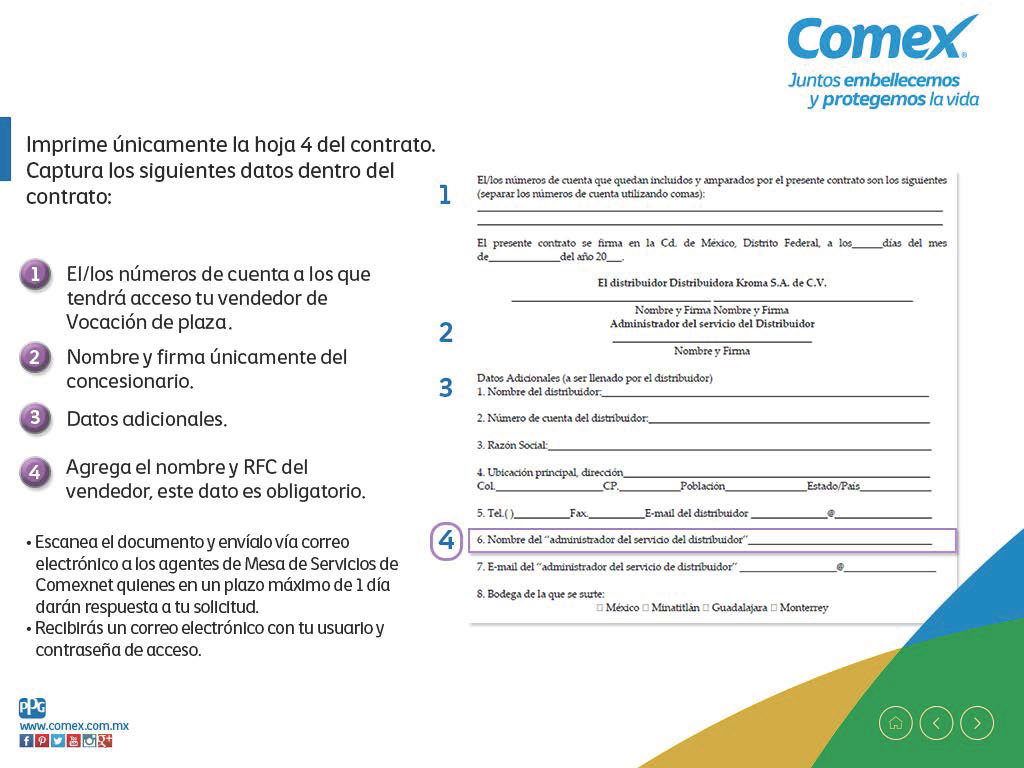 Comex®
Juntos embellecemos
y protegemos la vida
Imprime únicamente la hoja 4 del contrato.
Captura los siguientes datos dentro del
contrato:
1 El/los números de cuenta a los que
tendrá acceso tu vendedor de
Vocación de plaza.
2 Nombre y firma únicamente del
concesionario.
3 Datos adicionales.
4 Agrega el nombre y RFC del
vendedor, este dato es obligatorio.
• Escanea el documento y envíalo vía correo
electrónico a los agentes de Mesa de Servicios de
Comexnet quienes en un plazo máximo de 1 día
darán respuesta a tu solicitud.
• Recibirás un correo electrónico con tu usuario y
contraseña de acceso.
1
El/los números de cuenta que quedan incluidos y amparados por el presente contrato son los siguientes
(separar los números de cuenta utilizando comas):
El presente contrato se firma en la Cd. de México, Distrito Federal, a los______días del mes
de______________del año 20___.
El distribuidor Distribuidora Kroma S.A. de C.V.
Nombre y Firma Nombre y Firma
2
Administrador del servicio del Distribuidor
Nombre y Firma
3
Datos Adicionales (a ser llenado por el distribuidor)
1. Nombre del distribuidor:
2. Número de cuenta del distribuidor:
3. Razón Social:
4. Ubicación principal, dirección
Col.____________CP.________Población____________Estado/País
5. Tel.( )________Fax.________E-mail del distribuidor ____________@
4
6. Nombre del "administrador del servicio del distribuidor"
7. E-mail del "administrador del servicio de distribuidor" ____________@
8. Bodega de la que se surte:
□ México □ Minatitlán □ Guadalajara □ Monterrey
PPG
www.comex.com.mx